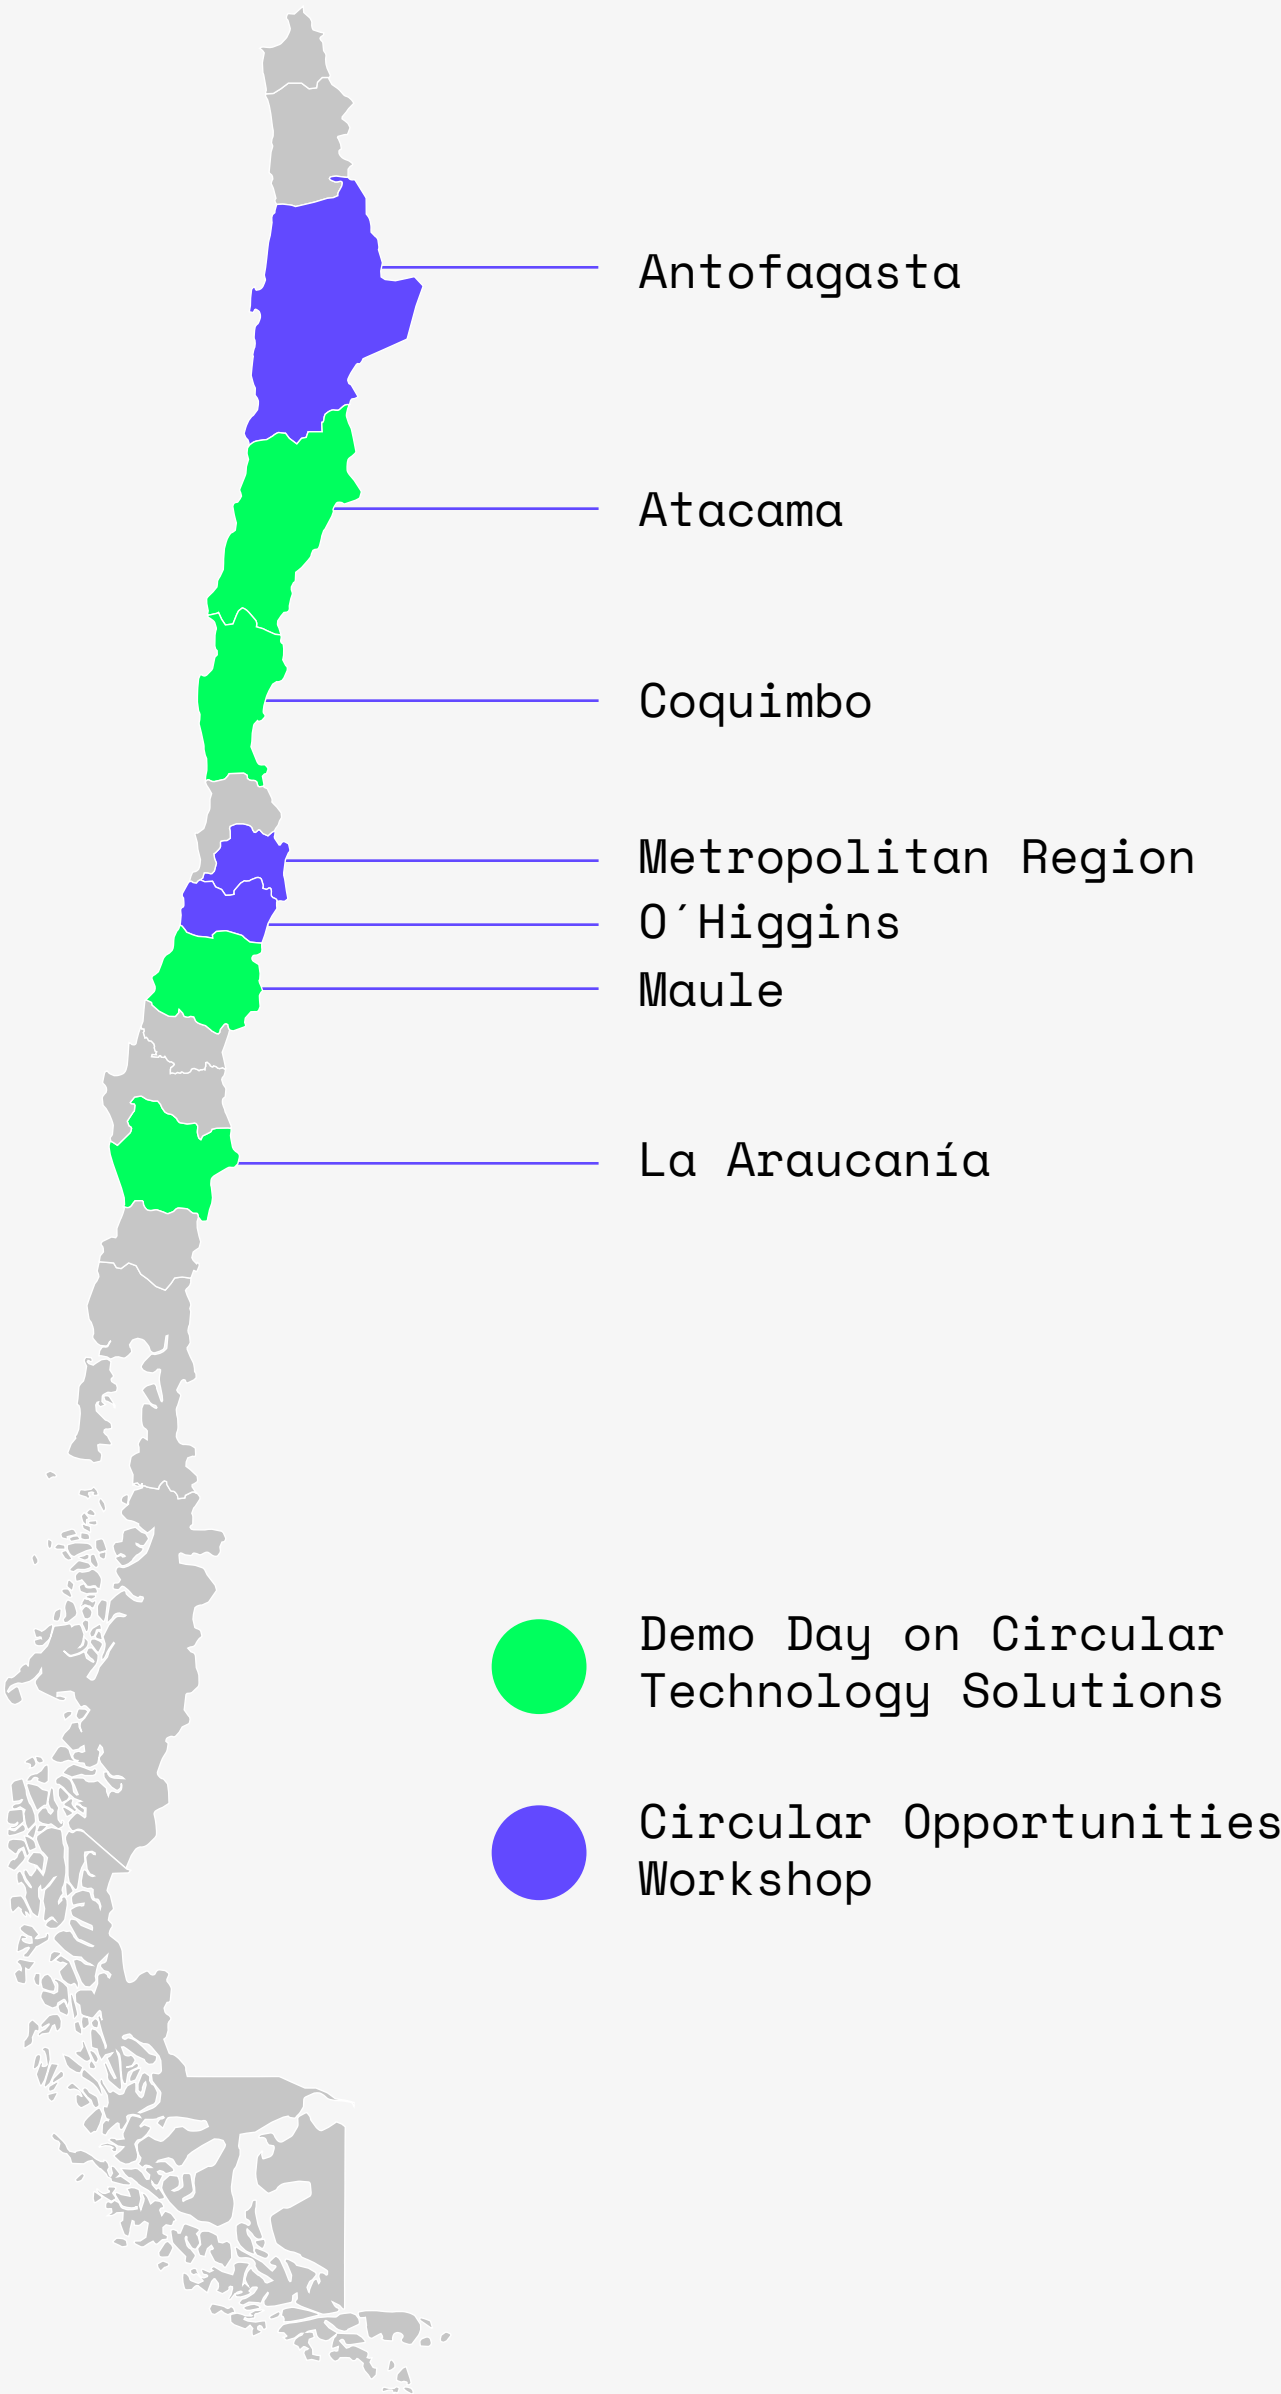 Antofagasta
Atacama
Coquimbo
Metropolitan Region
O´Higgins
Maule
La Araucanía
Demo Day on Circular
Technology Solutions
Circular Opportunities
Workshop